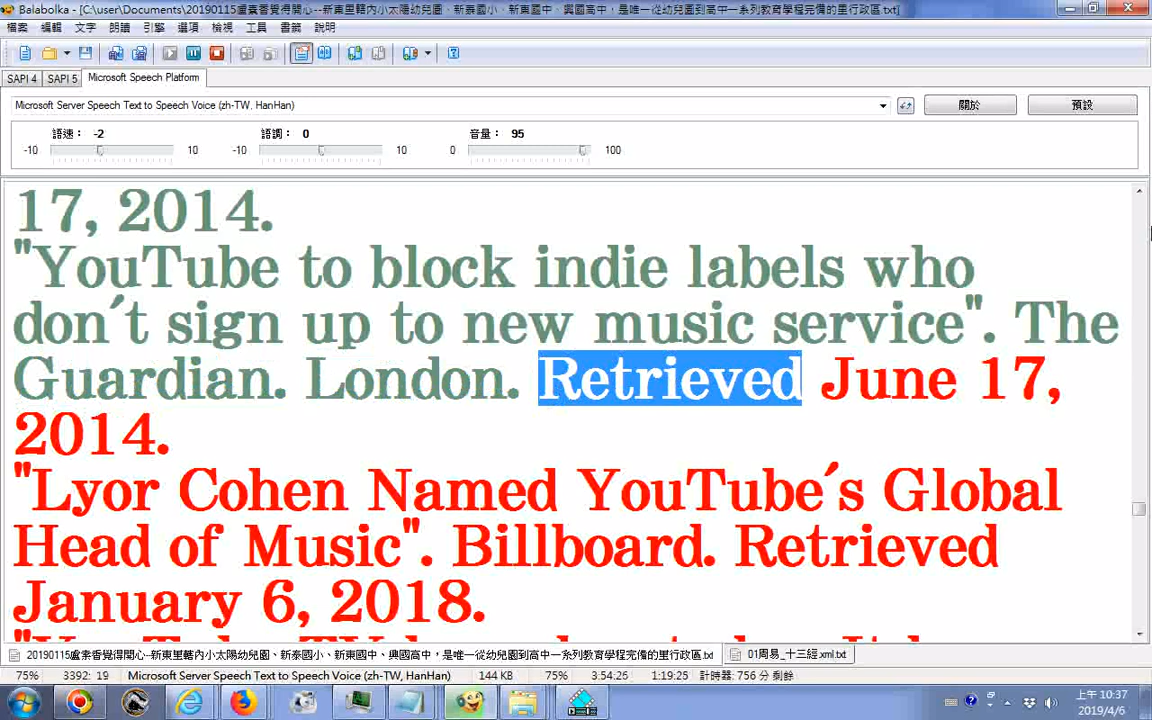 Balabolka - [C:\user\Documents\20190115盧素香覺得開心--新東里轄內小太陽幼兒園、新泰國小、新東國中、興國高中，是唯一從幼兒園到高中一系列教育學程完備的里行政區.txt]
檔案 編輯 文字 朗讀 引擎 選項 檢視 工具 書籤 說明
SAPI 4 SAPI 5 Microsoft Speech Platform
Microsoft Server Speech Text to Speech Voice (zh-TW, HanHan) 關於 預設
語速： -2 語調： 0 音量： 95
-10 10 -10 10 0 100
17, 2014.
"YouTube to block indie labels who
don´t sign up to new music service". The
Guardian. London. Retrieved June 17,
2014.
"Lyor Cohen Named YouTube´s Global
Head of Music". Billboard. Retrieved
January 6, 2018.
20190115盧素香覺得開心--新東里轄內小太陽幼兒園、新泰國小、新東國中、興國高中，是唯一從幼兒園到高中一系列教育學程完備的里行政區.txt 01周易_十三經.xml.txt
75% 3392: 19 Microsoft Server Speech Text to Speech Voice (zh-TW, HanHan) 144 KB 75% 3:54:25 1:19:25 計時器: 756 分 剩餘
上午 10:37
2019/4/6